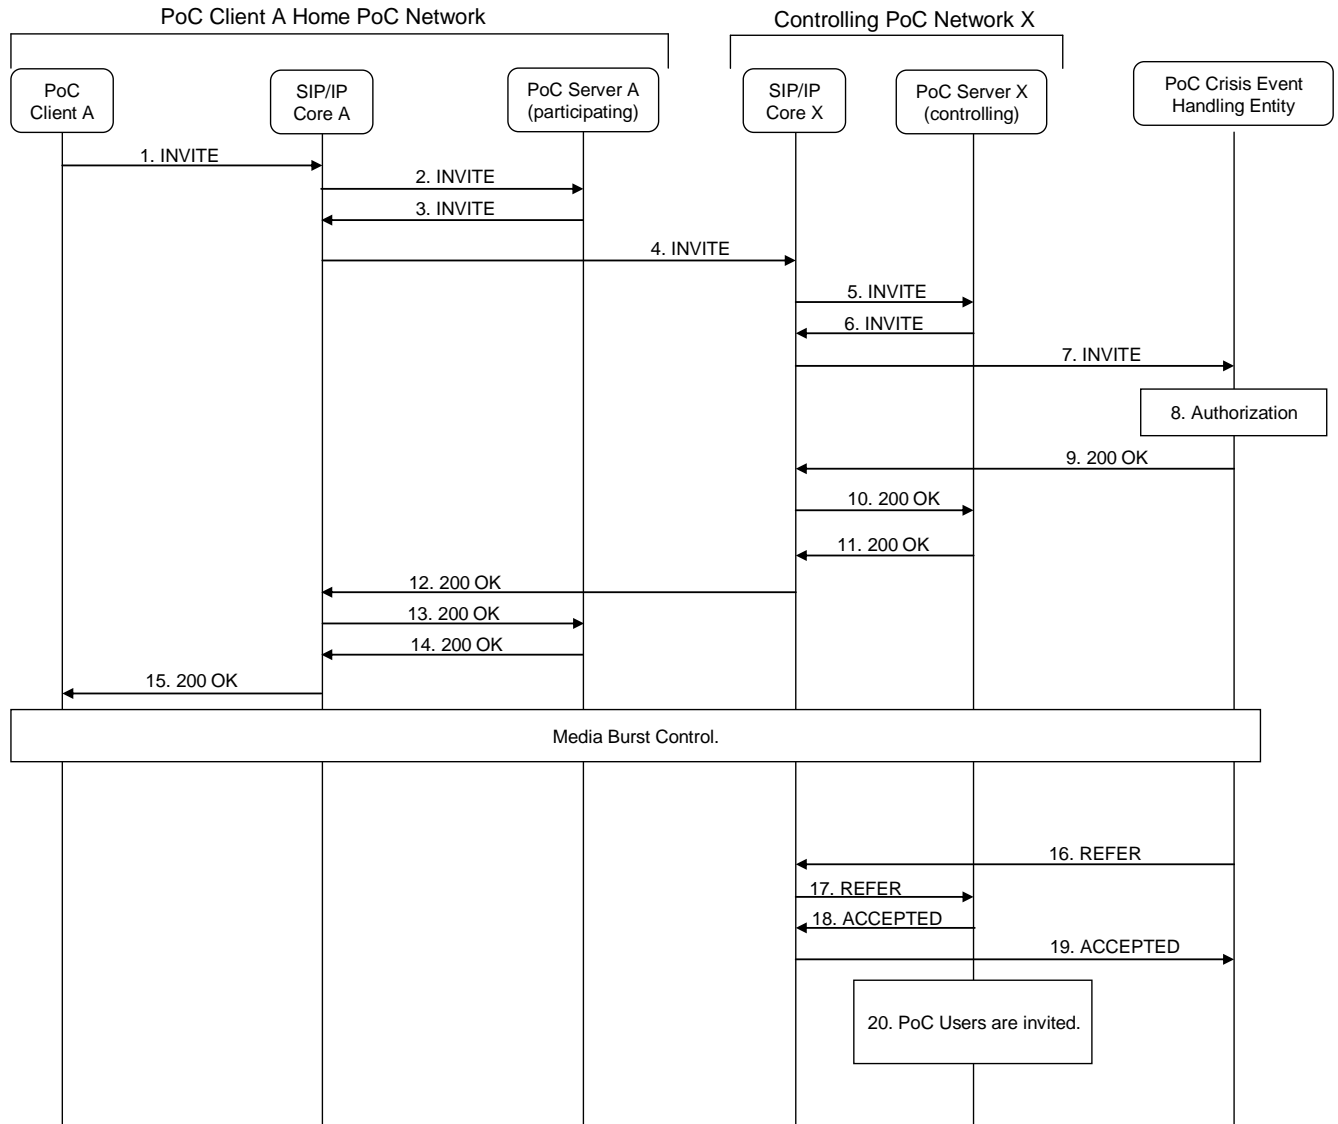 PoC Client A Home PoC Network
Controlling PoC Network X
PoC
Client A
SIP/IP
Core A
PoC Server A
(participating)
SIP/IP
Core X
PoC Server X
(controlling)
PoC Crisis Event
Handling Entity
1. INVITE
2. INVITE
3. INVITE
4. INVITE
5. INVITE
6. INVITE
7. INVITE
8. Authorization
9. 200 OK
10. 200 OK
11. 200 OK
12. 200 OK
13. 200 OK
14. 200 OK
15. 200 OK
Media Burst Control.
16. REFER
17. REFER
18. ACCEPTED
19. ACCEPTED
20. PoC Users are invited.